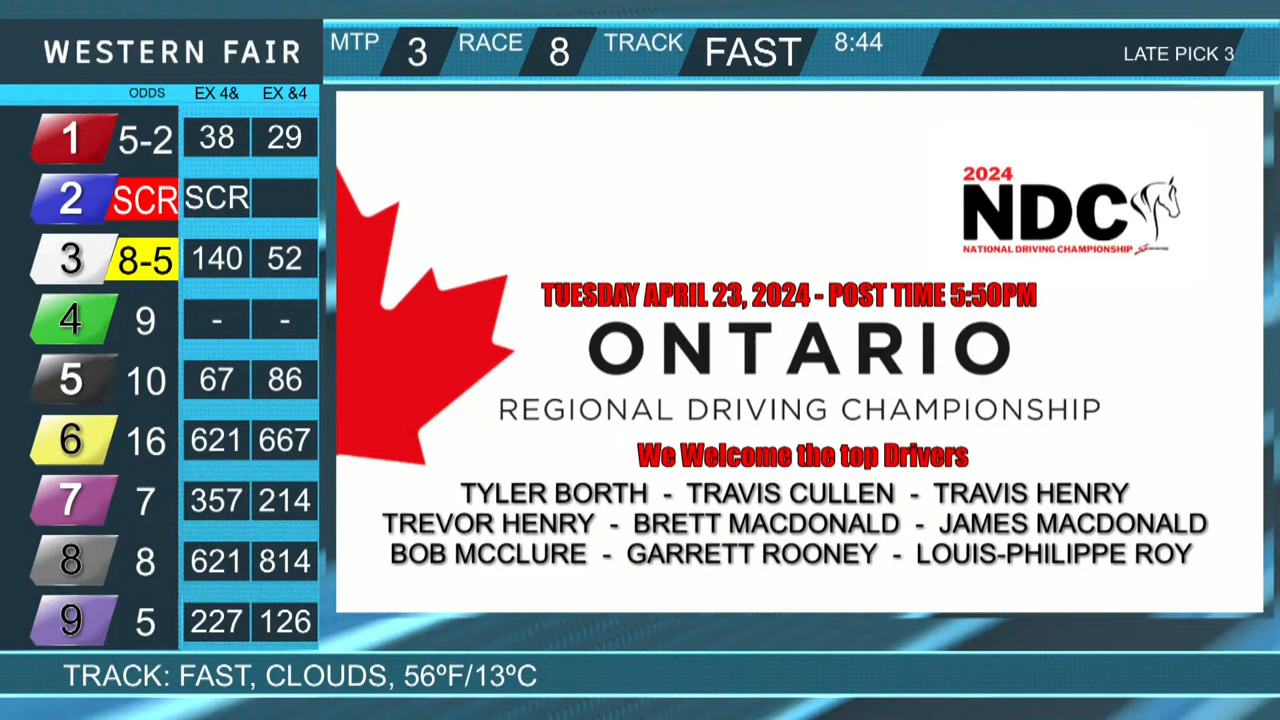 WESTERN FAIR
MTP 3 RACE 8 TRACK FAST 8:44 LATE PICK 3
ODDS EX 4& EX &4
1 5-2 38 29
2 SCR SCR
3 8-5 140 52
4 9 - -
5 10 67 86
6 16 621 667
7 7 357 214
8 8 621 814
9 5 227 126
2024
NDC
NATIONAL DRIVING CHAMPIONSHIP
TUESDAY APRIL 23, 2024 - POST TIME 5:50PM
ONTARIO
REGIONAL DRIVING CHAMPIONSHIP
We Welcome the top Drivers
TYLER BORTH - TRAVIS CULLEN - TRAVIS HENRY
TREVOR HENRY - BRETT MACDONALD - JAMES MACDONALD
BOB MCCLURE - GARRETT ROONEY - LOUIS-PHILIPPE ROY
TRACK: FAST, CLOUDS, 56ºF/13ºC